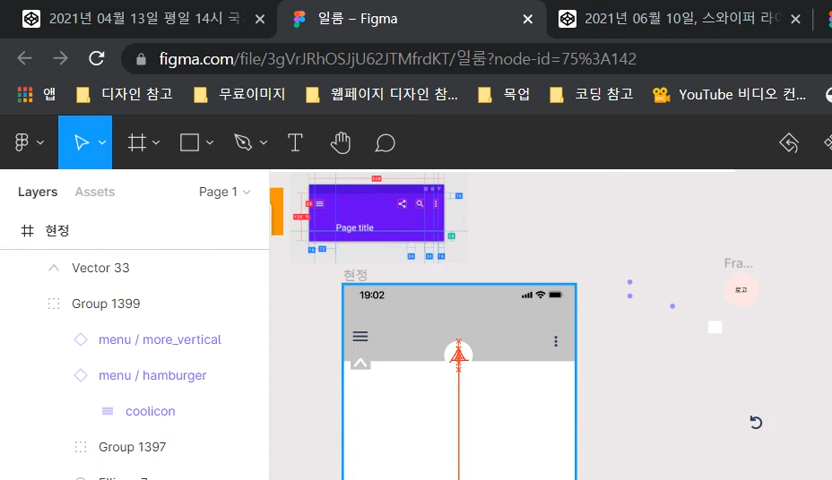 2021년 04월 13일 평일 14시 국
일룸 – Figma
2021년 06월 10일, 스와이퍼 라이
figma.com/file/3gVrJRhOSJjU62JTMfrdKT/일룸?node-id=75%3A142
앱
디자인 참고
무료이미지
웹페이지 디자인 참...
목업
코딩 참고
YouTube 비디오 컨...
Layers
Assets
Page 1
현정
Vector 33
Group 1399
menu / more_vertical
menu / hamburger
coolicon
Group 1397
Page title
현정
19:02
Fra...
로고